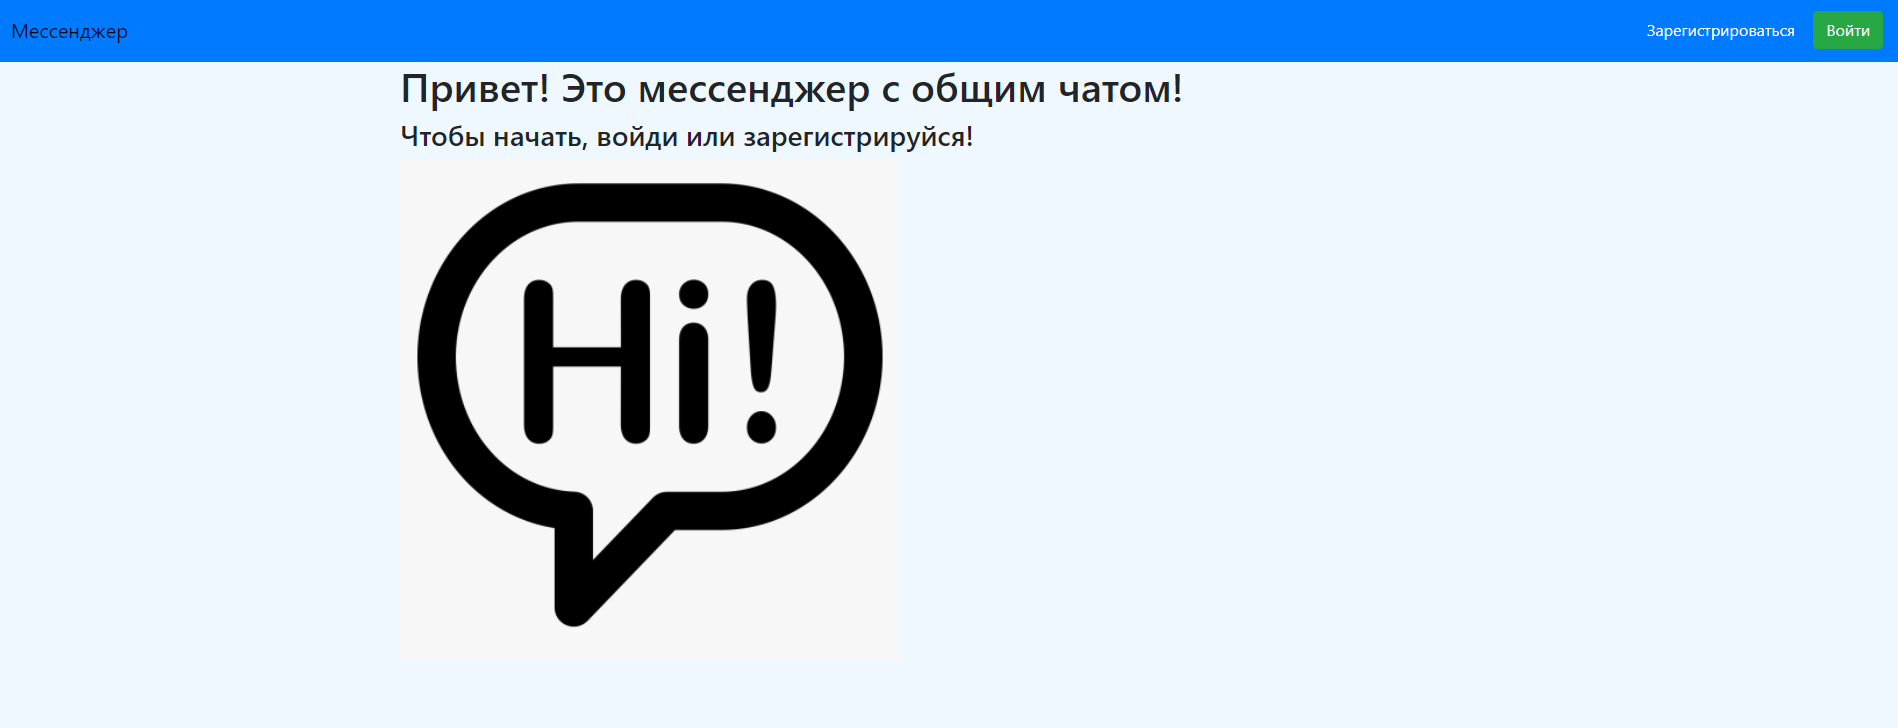 Мессенджер
Зарегистрироваться
Войти
Привет! Это мессенджер с общим чатом!
Чтобы начать, войди или зарегистрируйся!
Hi!